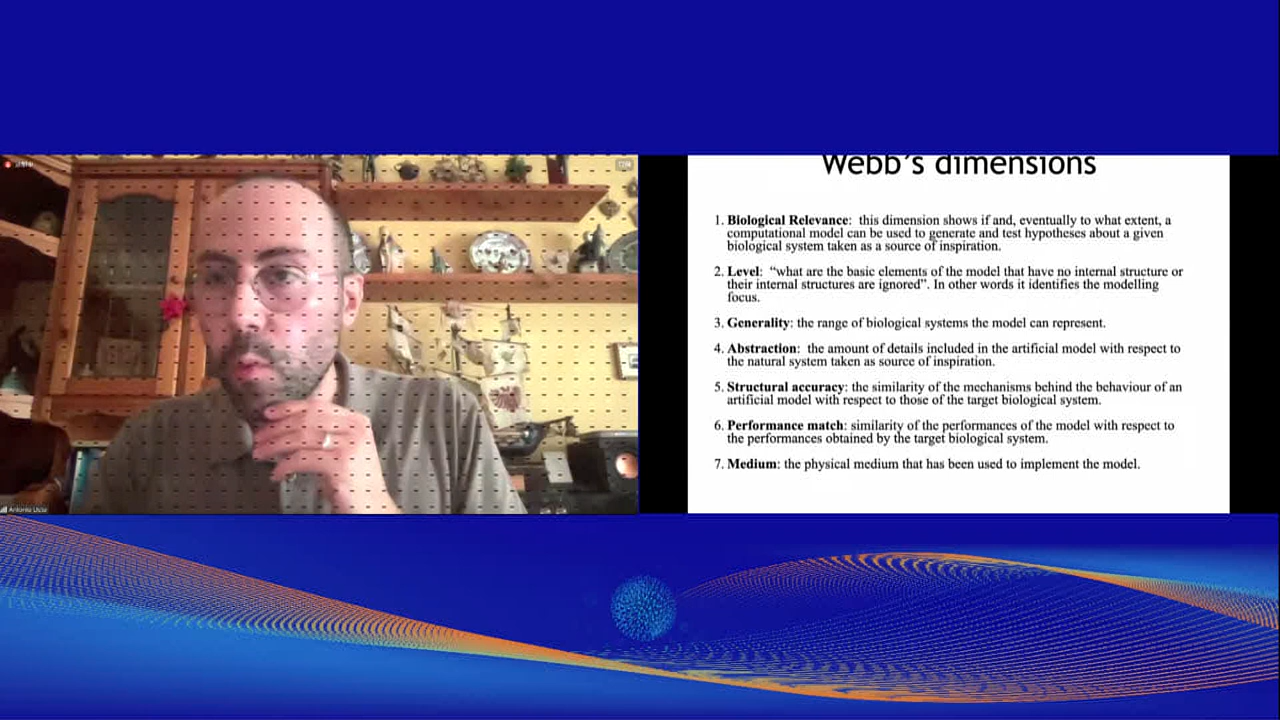 Webb's dimensions
1. Biological Relevance: this dimension shows if and, eventually to what extent, a
computational model can be used to generate and test hypotheses about a given
biological system taken as a source of inspiration.
2. Level: “what are the basic elements of the model that have no internal structure or
their internal structures are ignored”. In other words it identifies the modelling
focus.
3. Generality: the range of biological systems the model can represent.
4. Abstraction: the amount of details included in the artificial model with respect to
the natural system taken as source of inspiration.
5. Structural accuracy: the similarity of the mechanisms behind the behaviour of an
artificial model with respect to those of the target biological system.
6. Performance match: similarity of the performances of the model with respect to
the performances obtained by the target biological system.
7. Medium: the physical medium that has been used to implement the model.
Antonio